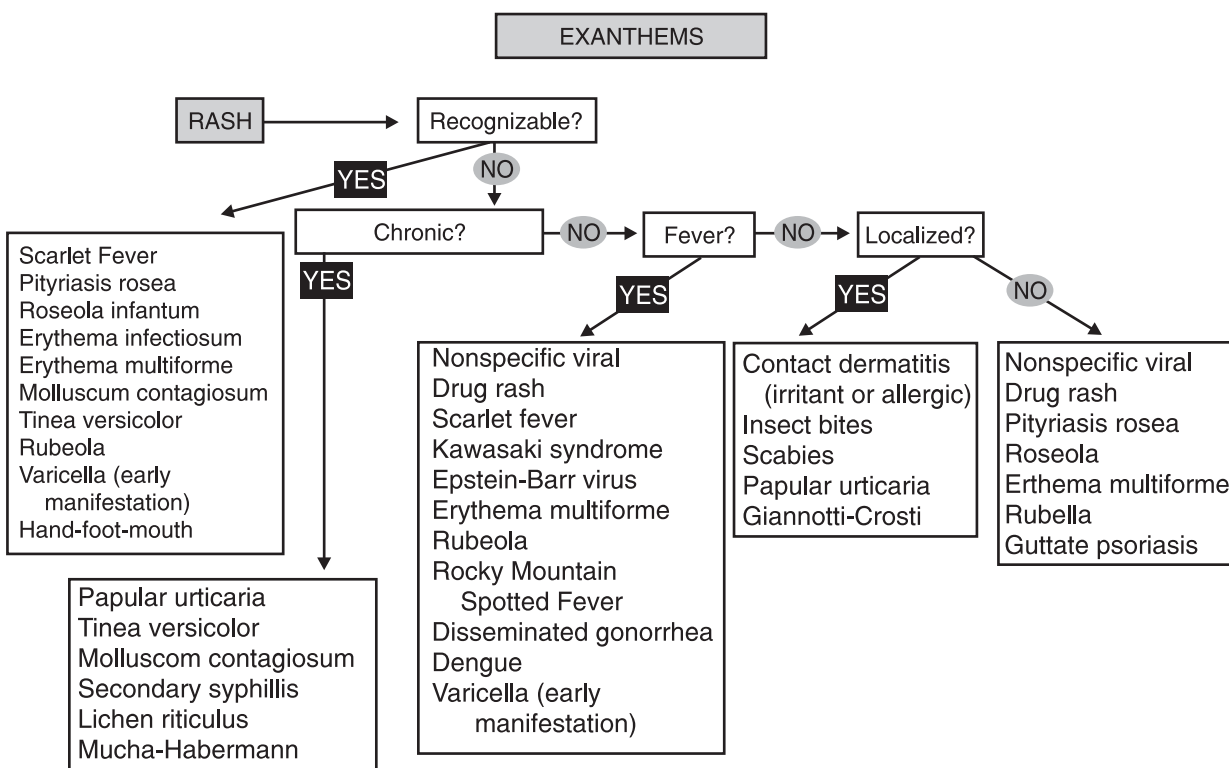 EXANTHEMS
RASH
Recognizable?
YES
NO
Chronic?
NO
Fever?
NO
Localized?
YES
YES
YES
NO
Scarlet Fever
Pityriasis rosea
Roseola infantum
Erythema infectiosum
Erythema multiforme
Molluscum contagiosum
Tinea versicolor
Rubeola
Varicella (early
manifestation)
Hand-foot-mouth
Papular urticaria
Tinea versicolor
Molluscom contagiosum
Secondary syphillis
Lichen riticulus
Mucha-Habermann
Nonspecific viral
Drug rash
Scarlet fever
Kawasaki syndrome
Epstein-Barr virus
Erythema multiforme
Rubeola
Rocky Mountain
Spotted Fever
Disseminated gonorrhea
Dengue
Varicella (early
manifestation)
Contact dermatitis
(irritant or allergic)
Insect bites
Scabies
Papular urticaria
Giannotti-Crosti
Nonspecific viral
Drug rash
Pityriasis rosea
Roseola
Erthema multiforme
Rubella
Guttate psoriasis